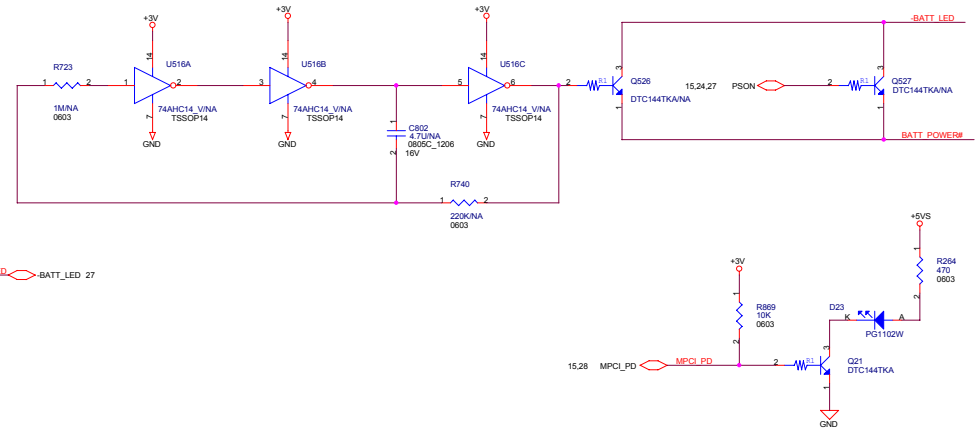 +3V
+3V
+3V
-BATT_LED
14
14
14
3
3
R723
U516A
U516B
U516C
Q526
Q527
1
2
1
2
3
4
5
6
2
R1
15,24,27
PSON
2
R1
1M/NA
0603
74AHC14_V/NA
TSSOP14
74AHC14_V/NA
TSSOP14
74AHC14_V/NA
TSSOP14
DTC144TKA/NA
DTC144TKA/NA
7
7
7
1
1
GND
GND
GND
1
C802
4.7U/NA
0805C_1206
16V
2
BATT_POWER#
R740
1
2
220K/NA
0603
+5VS
1
R264
470
0603
2
D
-BATT_LED 27
+3V
1
R869
10K
0603
2
D23
K
A
PG1102W
3
15,28
MPCI_PD
MPCI_PD
2
R1
Q21
DTC144TKA
1
GND